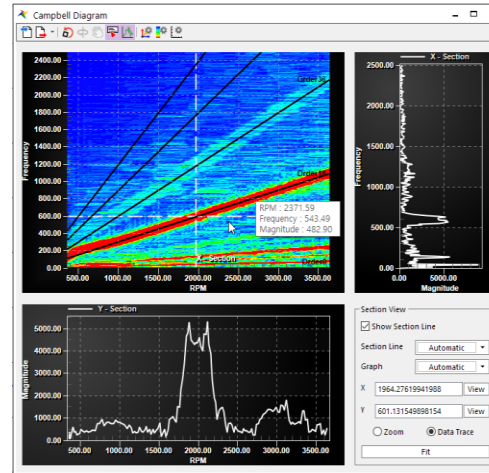 Campbell Diagram
2400.00
2200.00
2000.00
1800.00
1600.00
1400.00
1200.00
1000.00
800.00
600.00
400.00
200.00
0.00
Frequency
500.00 1000.00 1500.00 2000.00 2500.00 3000.00 3500.00
RPM
X - Section
RPM : 2371.59
Frequency : 543.49
Magnitude : 482.90
X - Section
2500.00
2000.00
1500.00
1000.00
500.00
0.00
Frequency
0.00 5000.00
Magnitude
Y - Section
5000.00
4000.00
3000.00
2000.00
1000.00
0.00
Magnitude
500.00 1000.00 1500.00 2000.00 2500.00 3000.00 3500.00
RPM
Section View
Show Section Line
Section Line Automatic
Graph Automatic
X 1964.27619941988 View
Y 601.131549898154 View
Zoom Data Trace
Fit